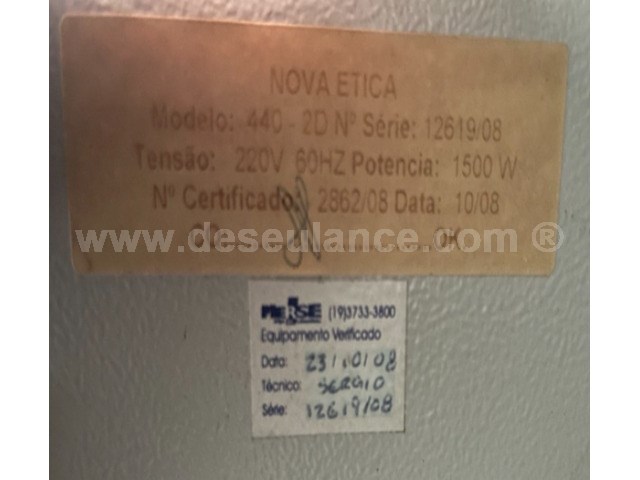 NOVA ETICA
Modelo: 440 - 2D Nº Série: 12619/08
Tensão: 220V 60HZ Potencia: 1500 W
Nº Certificado: 2862/08 Data: 10/08
www.deseulance.com ®
OK
(19)3733-3800
Equipamento Verificado
Data: 23/10/08
Técnico: SERGIO
Série: 12619/08